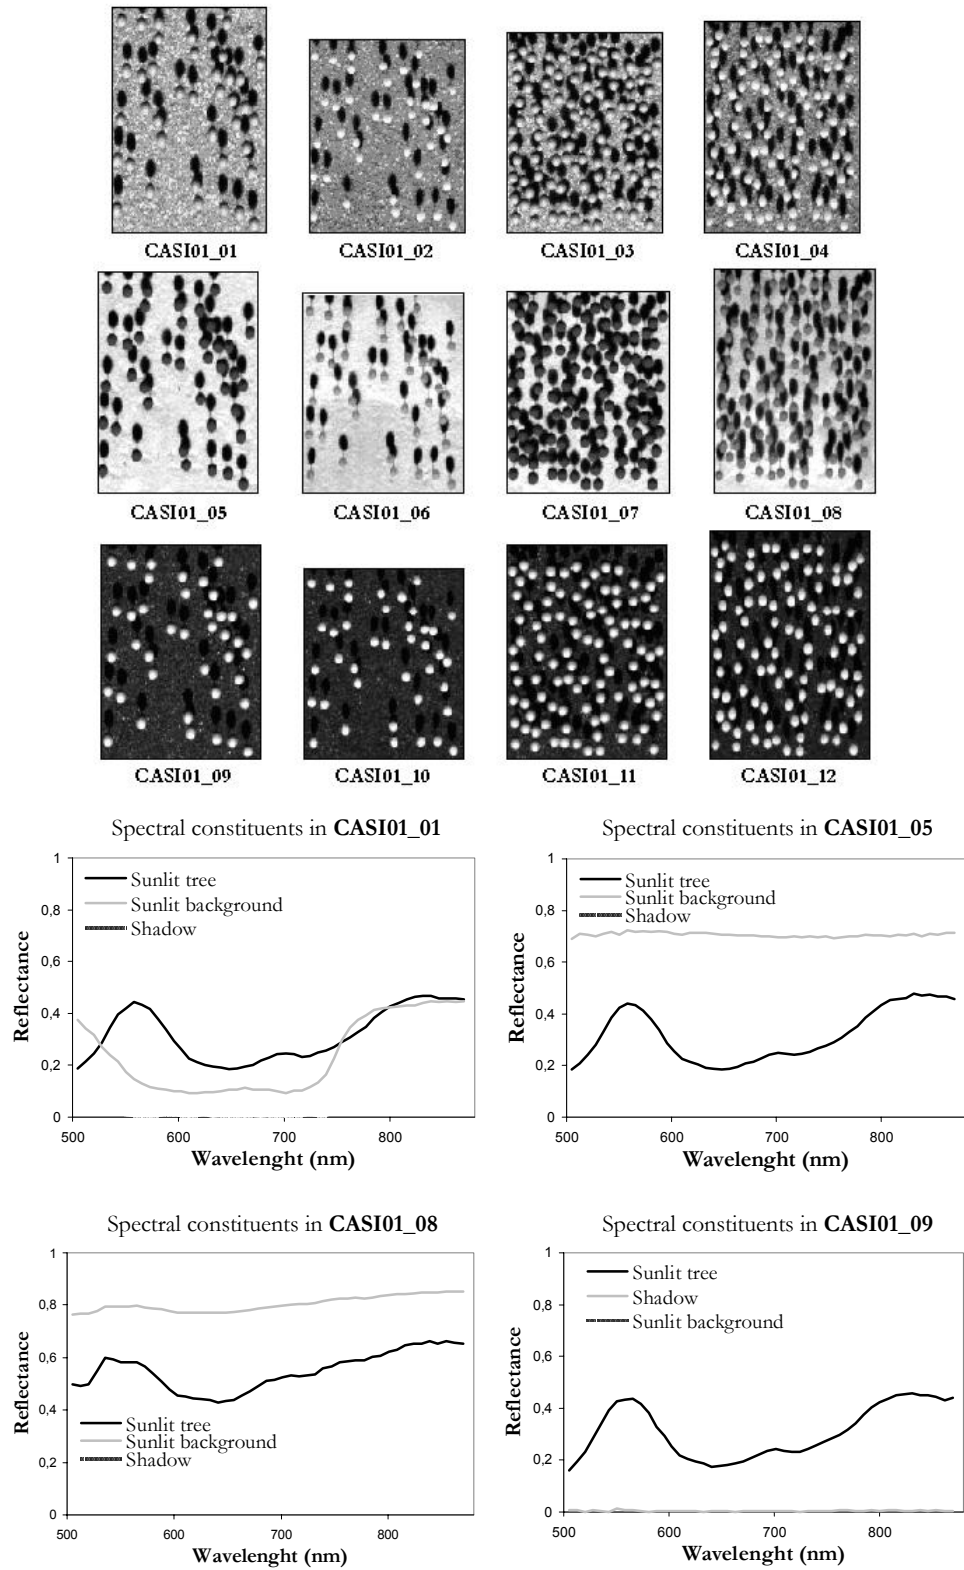 CASI01_01 CASI01_02 CASI01_03 CASI01_04
CASI01_05 CASI01_06 CASI01_07 CASI01_08
CASI01_09 CASI01_10 CASI01_11 CASI01_12
Spectral constituents in CASI01_01
1
0,8
0,6
0,4
0,2
0
Reflectance
Sunlit tree
Sunlit background
Shadow
500 600 700 800
Wavelenght (nm)
Spectral constituents in CASI01_05
1
0,8
0,6
0,4
0,2
0
Reflectance
Sunlit tree
Sunlit background
Shadow
500 600 700 800
Wavelenght (nm)
Spectral constituents in CASI01_08
1
0,8
0,6
0,4
0,2
0
Reflectance
Sunlit tree
Sunlit background
Shadow
500 600 700 800
Wavelenght (nm)
Spectral constituents in CASI01_09
1
0,8
0,6
0,4
0,2
0
Reflectance
Sunlit tree
Shadow
Sunlit background
500 600 700 800
Wavelenght (nm)